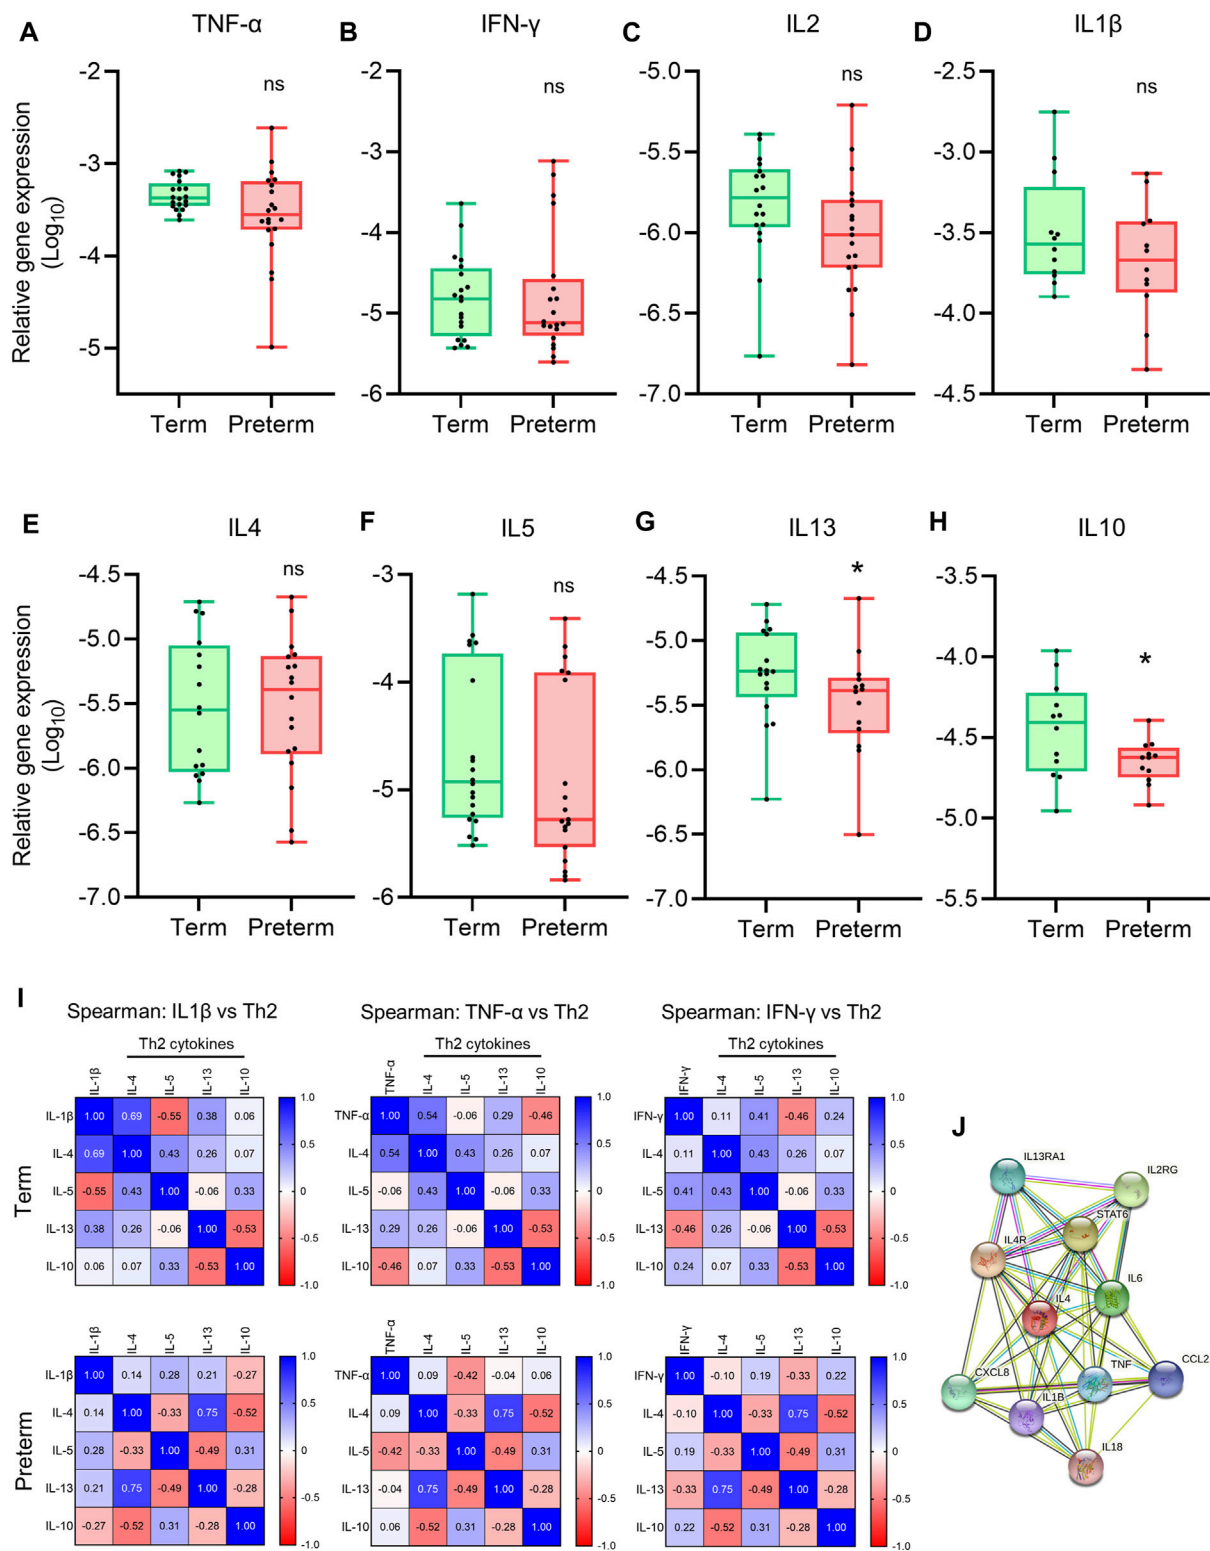 A TNF-α
B IFN-γ
C IL2
D IL1β
Relative gene expression
(Log10)
-2
-3
-4
-5
ns
Term Preterm
-2
-3
-4
-5
-6
ns
Term Preterm
-5.0
-5.5
-6.0
-6.5
-7.0
ns
Term Preterm
-2.5
-3.0
-3.5
-4.0
-4.5
ns
Term Preterm
E IL4
F IL5
G IL13
H IL10
Relative gene expression
(Log10)
-4.5
-5.0
-5.5
-6.0
-6.5
-7.0
ns
Term Preterm
-3
-4
-5
-6
ns
Term Preterm
-4.5
-5.0
-5.5
-6.0
-6.5
-7.0
*
Term Preterm
-3.5
-4.0
-4.5
-5.0
-5.5
*
Term Preterm
I
Term
Spearman: IL1β vs Th2
Th2 cytokines
IL-1β IL-4 IL-5 IL-13 IL-10
IL-1β 1.00 0.69 -0.55 0.38 0.06
IL-4 0.69 1.00 0.43 0.26 0.07
IL-5 -0.55 0.43 1.00 -0.06 0.33
IL-13 0.38 0.26 -0.06 1.00 -0.53
IL-10 0.06 0.07 0.33 -0.53 1.00
1.0
0.5
0
-0.5
-1.0
Spearman: TNF-α vs Th2
Th2 cytokines
TNF-α IL-4 IL-5 IL-13 IL-10
TNF-α 1.00 0.54 -0.06 0.29 -0.46
IL-4 0.54 1.00 0.43 0.26 0.07
IL-5 -0.06 0.43 1.00 -0.06 0.33
IL-13 0.29 0.26 -0.06 1.00 -0.53
IL-10 -0.46 0.07 0.33 -0.53 1.00
1.0
0.5
0
-0.5
-1.0
Spearman: IFN-γ vs Th2
Th2 cytokines
IFN-γ IL-4 IL-5 IL-13 IL-10
IFN-γ 1.00 0.11 0.41 -0.46 0.24
IL-4 0.11 1.00 0.43 0.26 0.07
IL-5 0.41 0.43 1.00 -0.06 0.33
IL-13 -0.46 0.26 -0.06 1.00 -0.53
IL-10 0.24 0.07 0.33 -0.53 1.00
1.0
0.5
0
-0.5
-1.0
Preterm
IL-1β IL-4 IL-5 IL-13 IL-10
IL-1β 1.00 0.14 0.28 0.21 -0.27
IL-4 0.14 1.00 -0.33 0.75 -0.52
IL-5 0.28 -0.33 1.00 -0.49 0.31
IL-13 0.21 0.75 -0.49 1.00 -0.28
IL-10 -0.27 -0.52 0.31 -0.28 1.00
1.0
0.5
0
-0.5
-1.0
TNF-α IL-4 IL-5 IL-13 IL-10
TNF-α 1.00 0.09 -0.42 -0.04 0.06
IL-4 0.09 1.00 -0.33 0.75 -0.52
IL-5 -0.42 -0.33 1.00 -0.49 0.31
IL-13 -0.04 0.75 -0.49 1.00 -0.28
IL-10 0.06 -0.52 0.31 -0.28 1.00
1.0
0.5
0
-0.5
-1.0
IFN-γ IL-4 IL-5 IL-13 IL-10
IFN-γ 1.00 -0.10 0.19 -0.33 0.22
IL-4 -0.10 1.00 -0.33 0.75 -0.52
IL-5 0.19 -0.33 1.00 -0.49 0.31
IL-13 -0.33 0.75 -0.49 1.00 -0.28
IL-10 0.22 -0.52 0.31 -0.28 1.00
1.0
0.5
0
-0.5
-1.0
J
IL13RA1
IL2RG
STAT6
IL4R
IL6
IL4
TNF
CCL2
CXCL8
IL1B
IL18